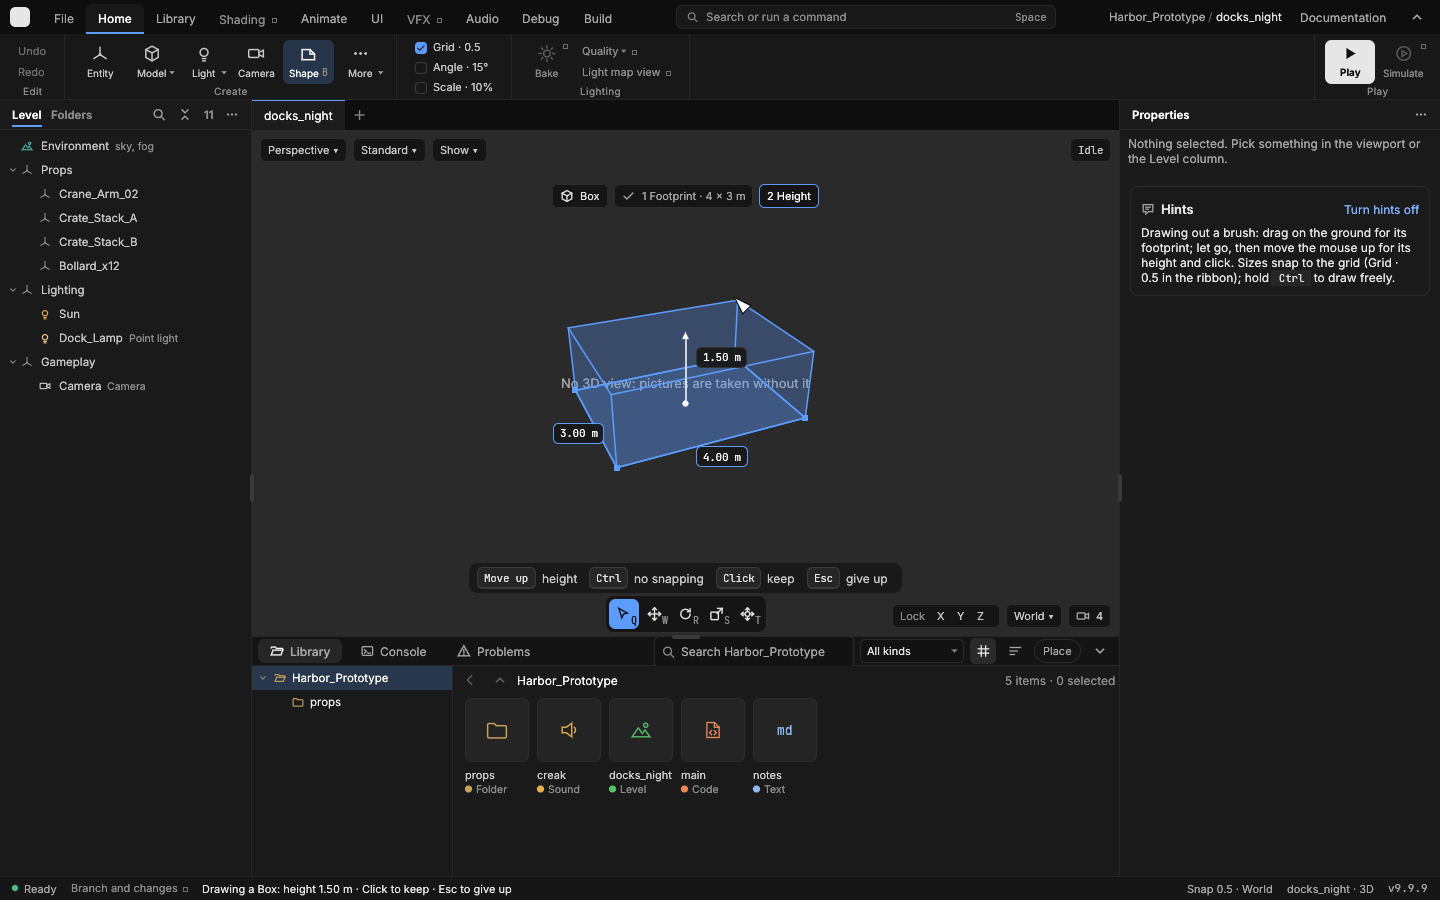 File Home Library Shading Animate UI VFX Audio Debug Build
Search or run a command Space
Harbor_Prototype / docks_night Documentation
Undo
Redo
Edit
Entity Model Light Camera Shape B More
Create
Grid · 0.5
Angle · 15°
Scale · 10%
Bake
Quality
Light map view
Lighting
Play Simulate
Play
Level Folders 11
Environment sky, fog
Props
Crane_Arm_02
Crate_Stack_A
Crate_Stack_B
Bollard_x12
Lighting
Sun
Dock_Lamp Point light
Gameplay
Camera Camera
docks_night
Perspective Standard Show Idle
Box 1 Footprint · 4 × 3 m 2 Height
1.50 m
No 3D view: pictures are taken without it
3.00 m
4.00 m
Move up height Ctrl no snapping Click keep Esc give up
Q W R S T
Lock X Y Z World 4
Properties
Nothing selected. Pick something in the viewport or
the Level column.
Hints Turn hints off
Drawing out a brush: drag on the ground for its
footprint; let go, then move the mouse up for its
height and click. Sizes snap to the grid (Grid ·
0.5 in the ribbon); hold Ctrl to draw freely.
Library Console Problems
Search Harbor_Prototype All kinds Place
Harbor_Prototype
props
Harbor_Prototype 5 items · 0 selected
md
props creak docks_night main notes
Folder Sound Level Code Text
Ready Branch and changes Drawing a Box: height 1.50 m · Click to keep · Esc to give up
Snap 0.5 · World docks_night · 3D v9.9.9